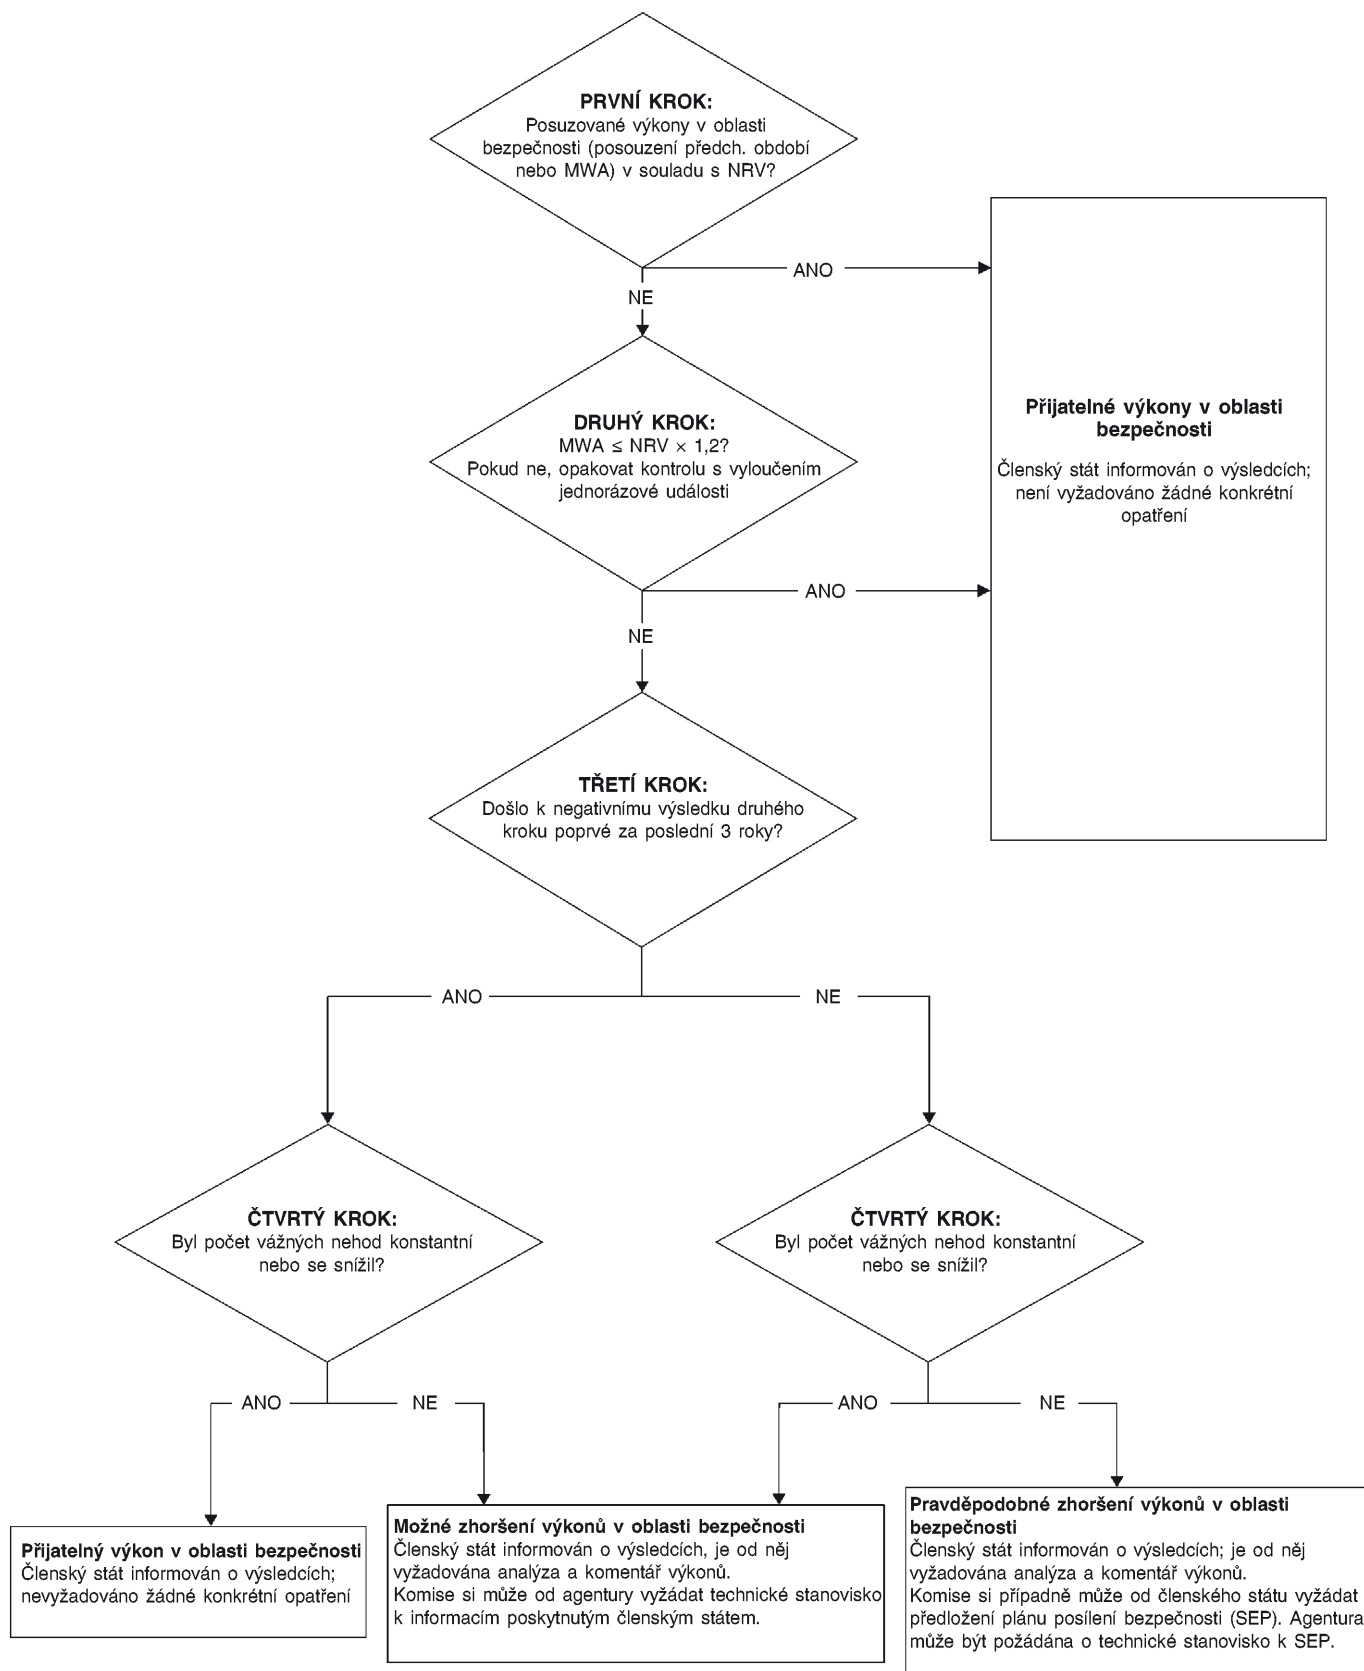 PRVNÍ KROK:
Posuzované výkony v oblasti
bezpečnosti (posouzení předch. období
nebo MWA) v souladu s NRV?
ANO
NE
DRUHÝ KROK:
MWA ≤ NRV × 1,2?
Pokud ne, opakovat kontrolu s vyloučením
jednorázové události
Přijatelné výkony v oblasti
bezpečnosti
Členský stát informován o výsledcích;
není vyžadováno žádné konkrétní
opatření
ANO
NE
TŘETÍ KROK:
Došlo k negativnímu výsledku druhého
kroku poprvé za poslední 3 roky?
ANO
NE
ČTVRTÝ KROK:
Byl počet vážných nehod konstantní
nebo se snížil?
ČTVRTÝ KROK:
Byl počet vážných nehod konstantní
nebo se snížil?
ANO
NE
ANO
NE
Přijatelný výkon v oblasti bezpečnosti
Členský stát informován o výsledcích;
nevyžadováno žádné konkrétní opatření
Možné zhoršení výkonů v oblasti bezpečnosti
Členský stát informován o výsledcích, je od něj
vyžadována analýza a komentář výkonů.
Komise si může od agentury vyžádat technické stanovisko
k informacím poskytnutým členským státem.
Pravděpodobné zhoršení výkonů v oblasti
bezpečnosti
Členský stát informován o výsledcích; je od něj
vyžadována analýza a komentář výkonů.
Komise si případně může od členského státu vyžádat
předložení plánu posílení bezpečnosti (SEP). Agentura
může být požádána o technické stanovisko k SEP.